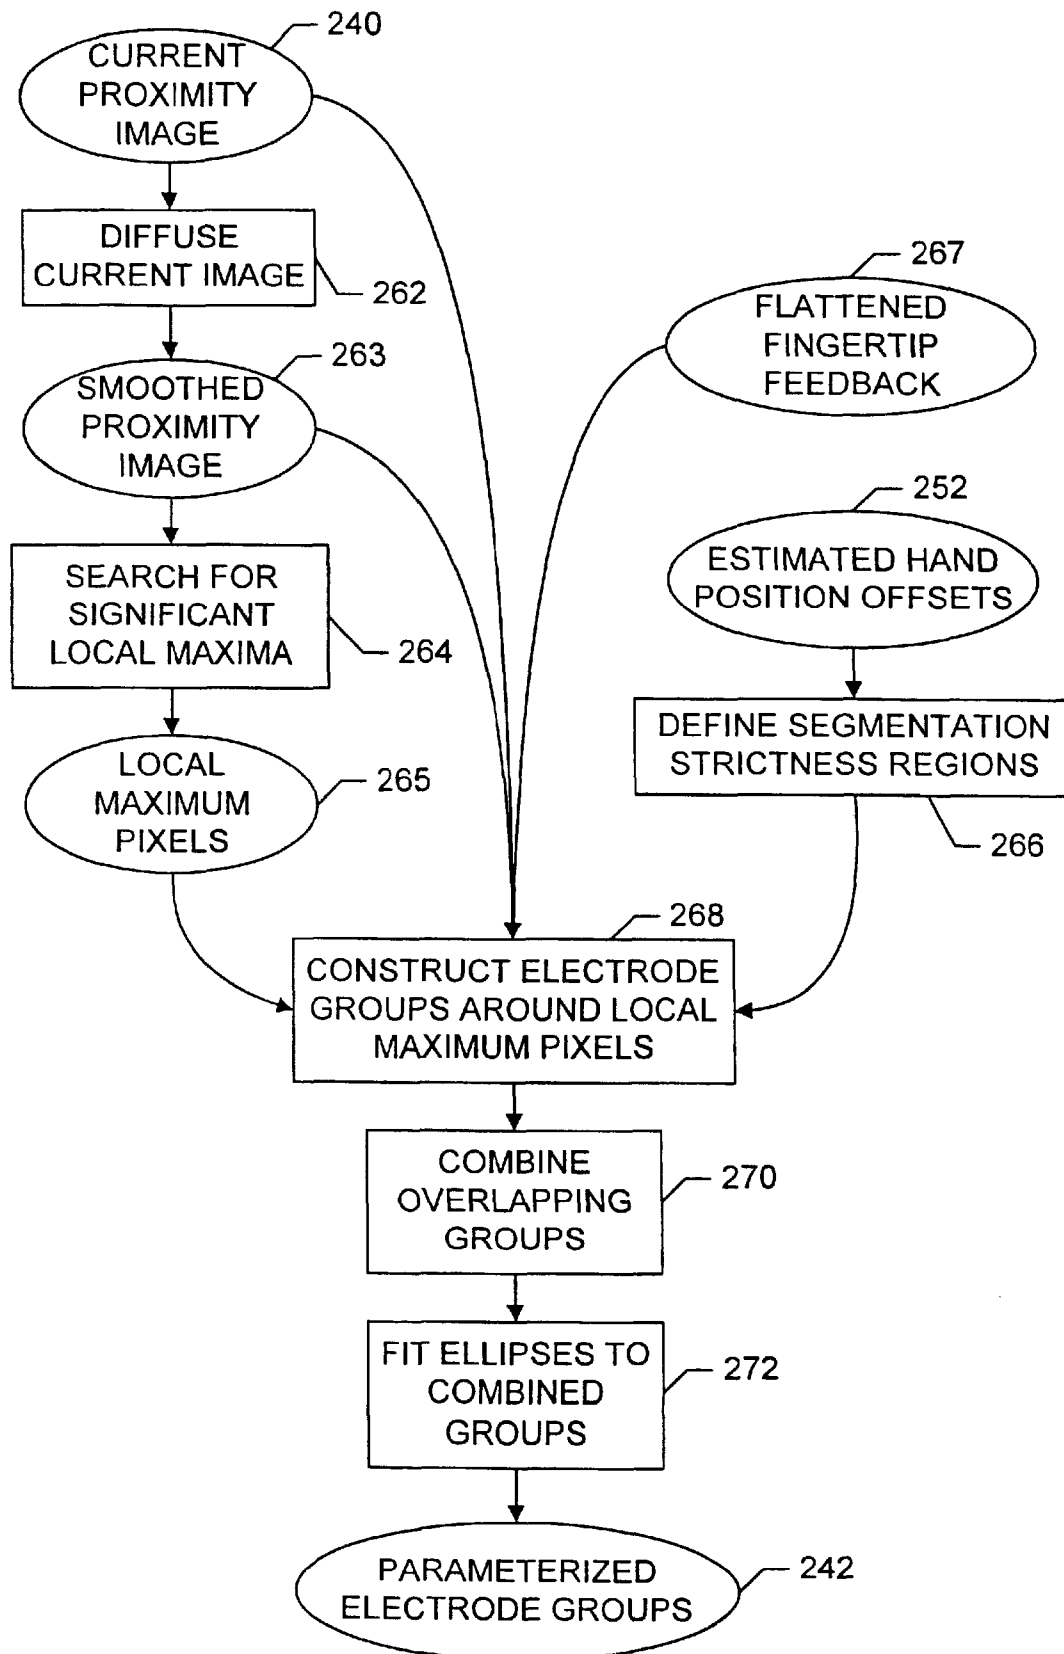 240
CURRENT
PROXIMITY
IMAGE
DIFFUSE
CURRENT IMAGE
262
263
SMOOTHED
PROXIMITY
IMAGE
SEARCH FOR
SIGNIFICANT
LOCAL MAXIMA
264
LOCAL
MAXIMUM
PIXELS
265
267
FLATTENED
FINGERTIP
FEEDBACK
252
ESTIMATED HAND
POSITION OFFSETS
DEFINE SEGMENTATION
STRICTNESS REGIONS
266
268
CONSTRUCT ELECTRODE
GROUPS AROUND LOCAL
MAXIMUM PIXELS
COMBINE
OVERLAPPING
GROUPS
270
FIT ELLIPSES TO
COMBINED
GROUPS
272
PARAMETERIZED
ELECTRODE GROUPS
242